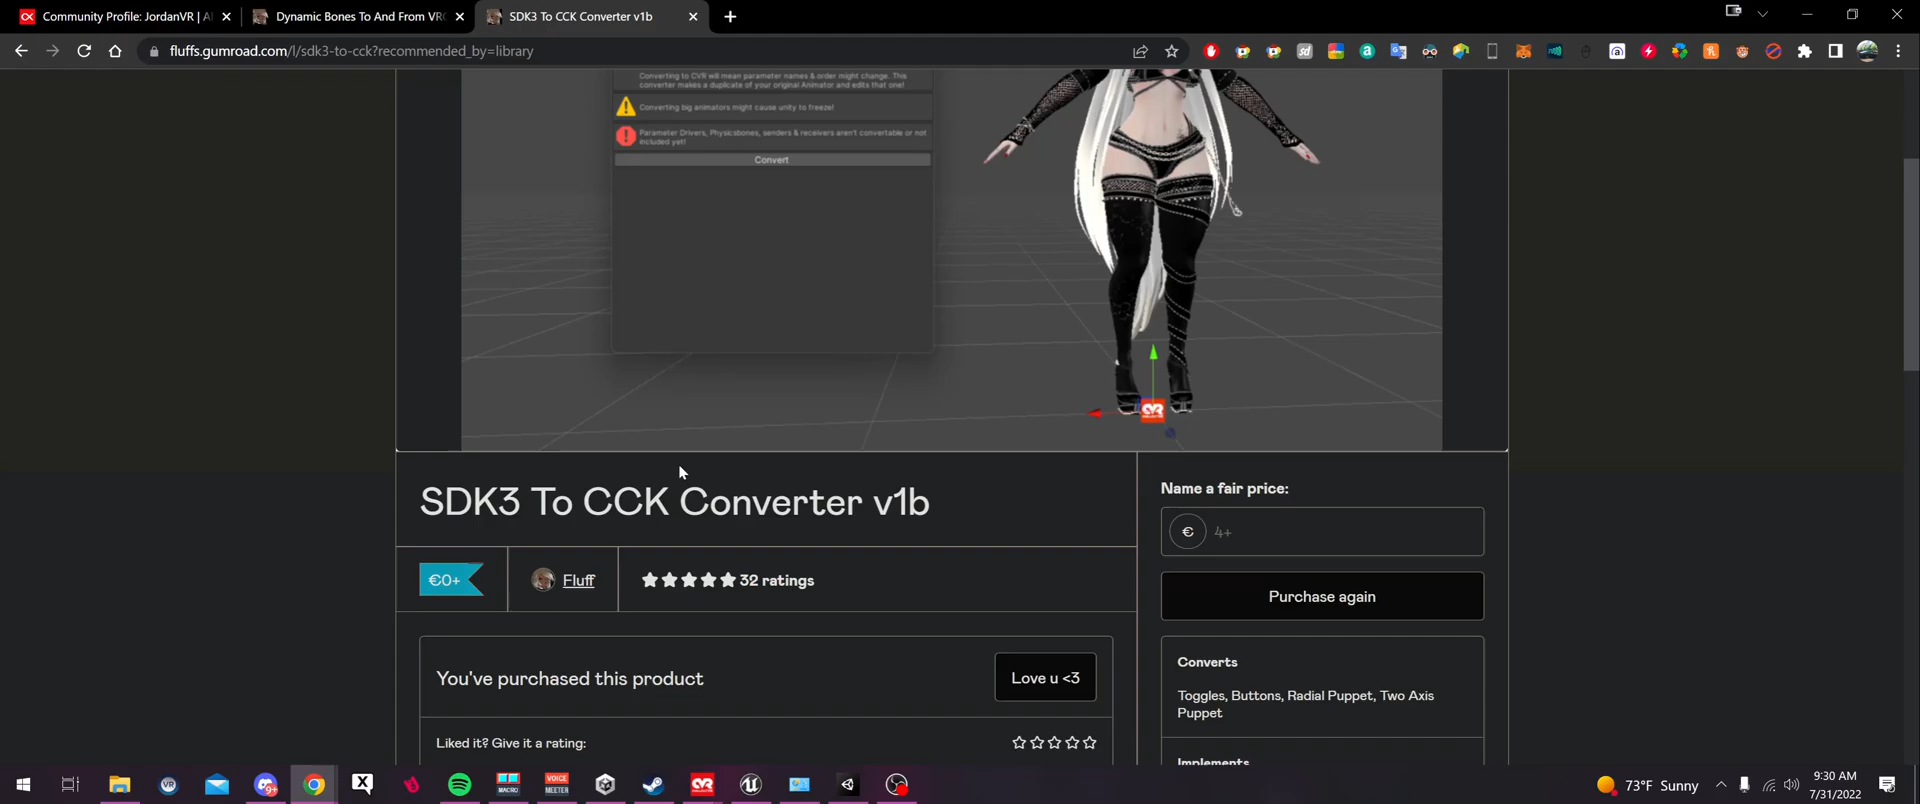 Community Profile: JordanVR | Al
Dynamic Bones To And From VRC
SDK3 To CCK Converter v1b
fluffs.gumroad.com/l/sdk3-to-cck?recommended_by=library
Converting to CVR will mean parameter names & order might change. This
converter makes a duplicate of your original Animator and edits that one!
Converting big animators might cause unity to freeze!
Parameter Drivers, Physicsbones, senders & receivers aren't convertable or not
included yet!
Convert
SDK3 To CCK Converter v1b
€0+
Fluff
32 ratings
You've purchased this product
Love u <3
Liked it? Give it a rating:
Name a fair price:
€ 4+
Purchase again
Converts
Toggles, Buttons, Radial Puppet, Two Axis
Puppet
Implements
73°F Sunny
9:30 AM
7/31/2022